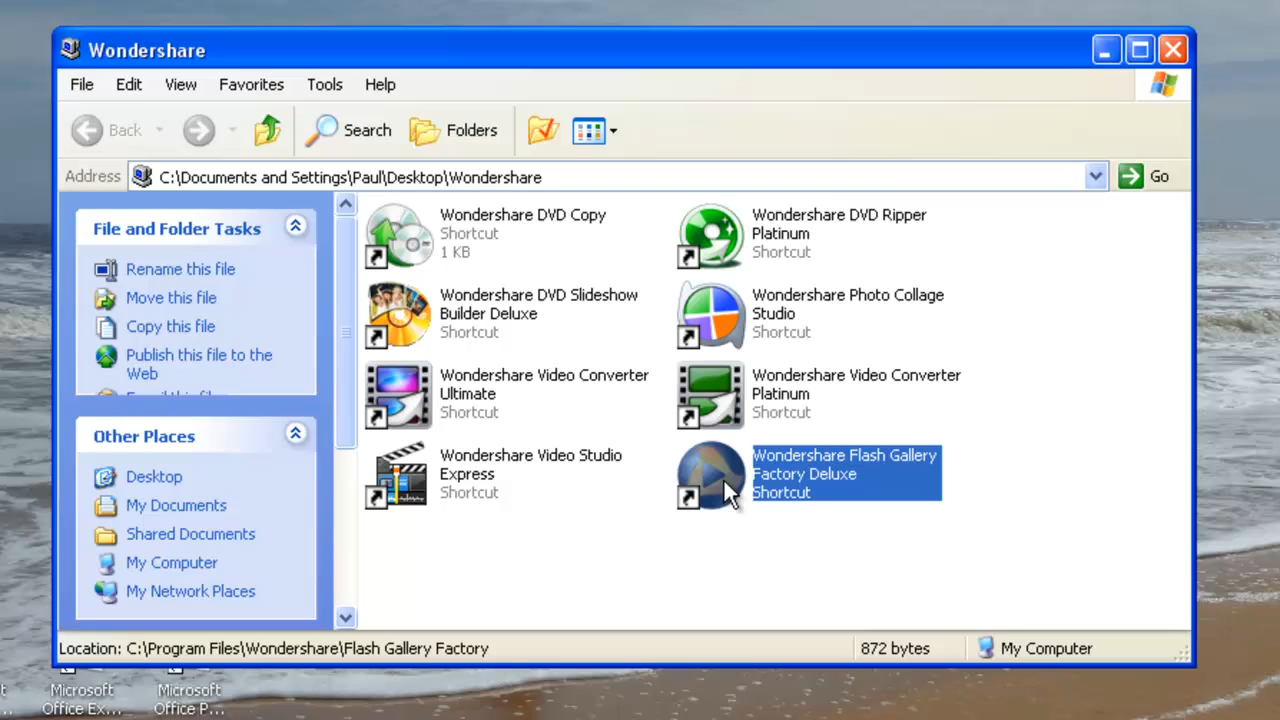 Wondershare
File Edit View Favorites Tools Help
Back Search Folders
Address C:\Documents and Settings\Paul\Desktop\Wondershare Go
File and Folder Tasks
Rename this file
Move this file
Copy this file
Publish this file to the
Web
Other Places
Desktop
My Documents
Shared Documents
My Computer
My Network Places
Wondershare DVD Copy
Shortcut
1 KB
Wondershare DVD Ripper
Platinum
Shortcut
Wondershare DVD Slideshow
Builder Deluxe
Shortcut
Wondershare Photo Collage
Studio
Shortcut
Wondershare Video Converter
Ultimate
Shortcut
Wondershare Video Converter
Platinum
Shortcut
Wondershare Video Studio
Express
Shortcut
Wondershare Flash Gallery
Factory Deluxe
Shortcut
Location: C:\Program Files\Wondershare\Flash Gallery Factory 872 bytes My Computer
Microsoft
Office Ex...
Microsoft
Office P...